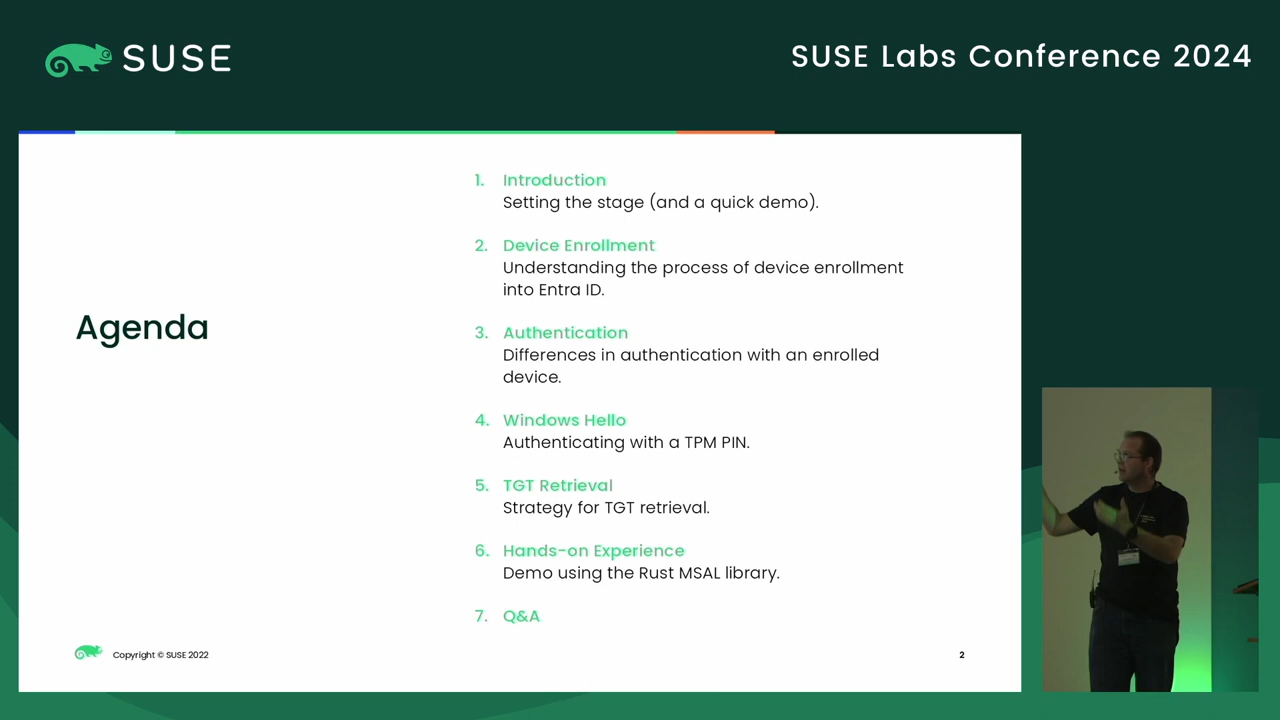 SUSE
SUSE Labs Conference 2024
Agenda
1. Introduction
Setting the stage (and a quick demo).
2. Device Enrollment
Understanding the process of device enrollment
into Entra ID.
3. Authentication
Differences in authentication with an enrolled
device.
4. Windows Hello
Authenticating with a TPM PIN.
5. TGT Retrieval
Strategy for TGT retrieval.
6. Hands-on Experience
Demo using the Rust MSAL library.
7. Q&A
Copyright © SUSE 2022
2